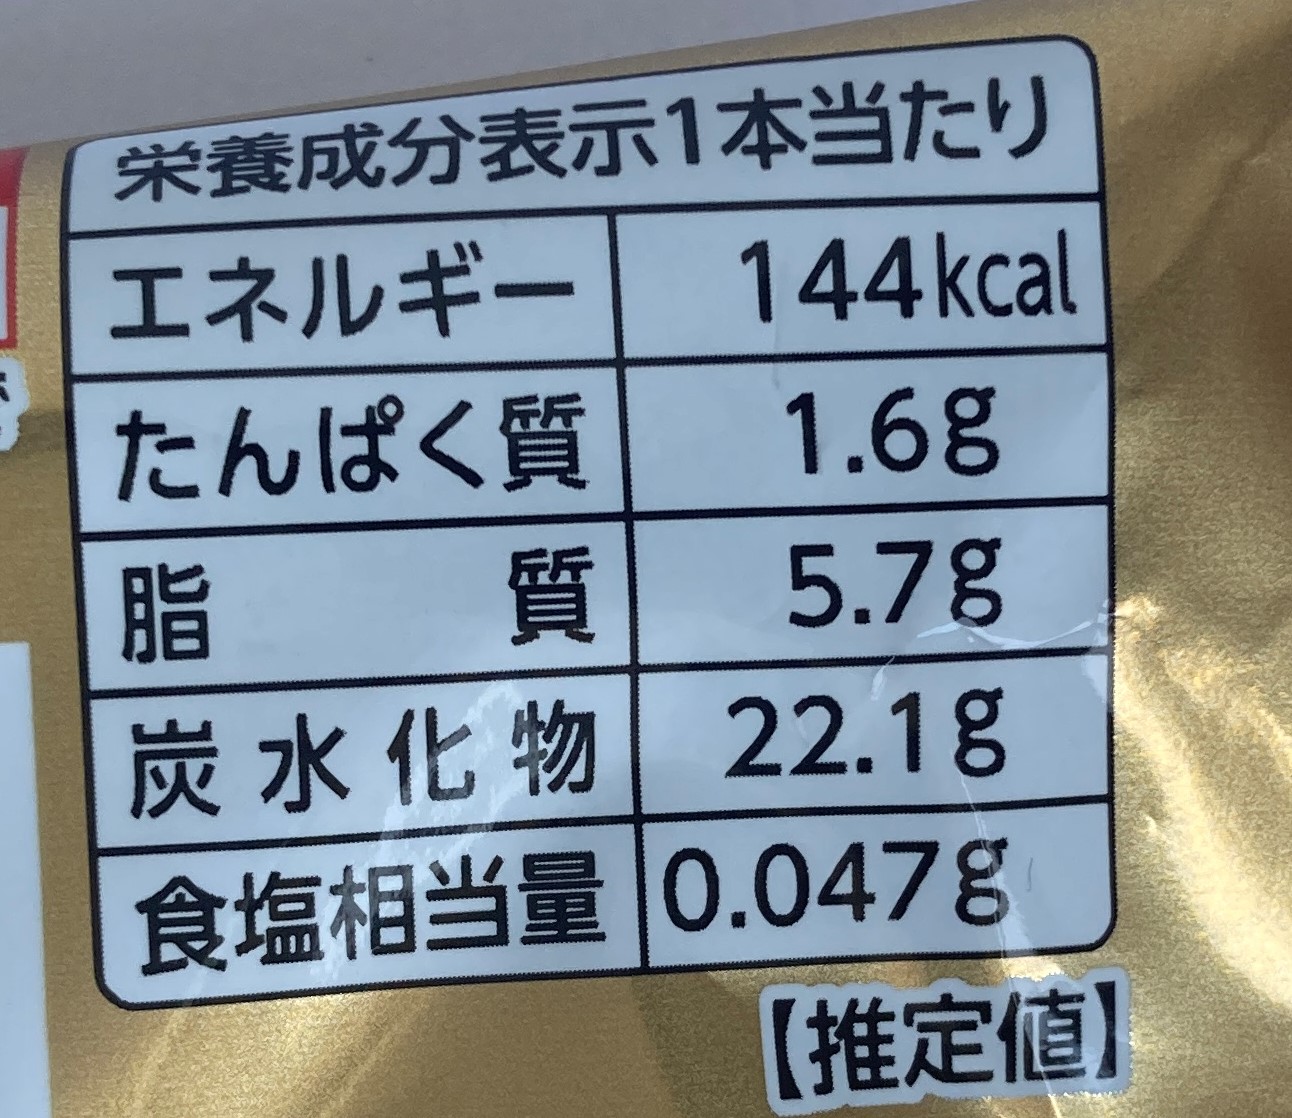 栄養成分表示1本当たり
エネルギー 144kcal
たんぱく質 1.6g
脂質 5.7g
炭水化物 22.1g
食塩相当量 0.047g
【推定値】